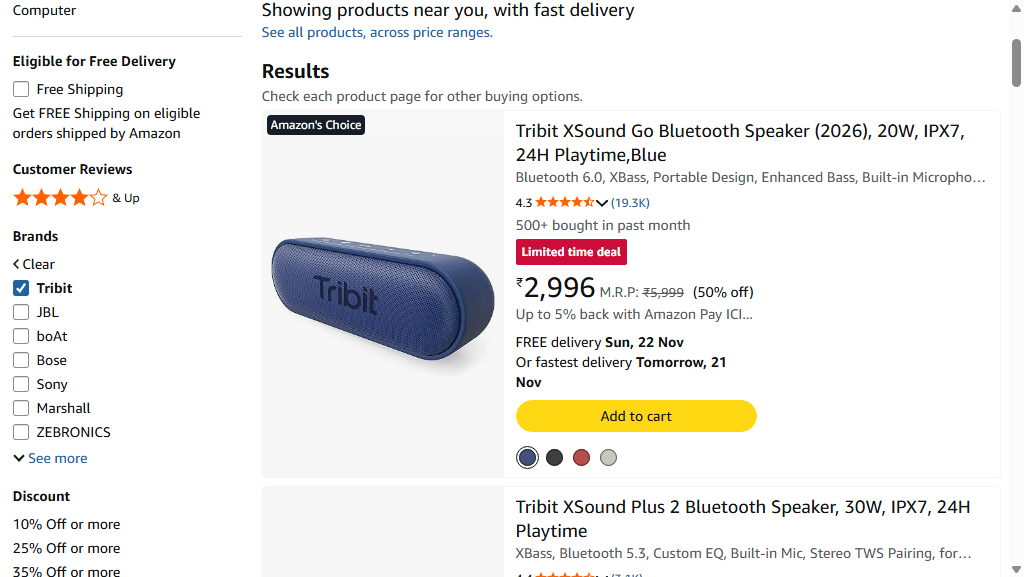 Computer
Eligible for Free Delivery
Free Shipping
Get FREE Shipping on eligible
orders shipped by Amazon
Customer Reviews
& Up
Brands
Clear
Tribit
JBL
boAt
Bose
Sony
Marshall
ZEBRONICS
See more
Discount
10% Off or more
25% Off or more
35% Off or more
Showing products near you, with fast delivery
See all products, across price ranges.
Results
Check each product page for other buying options.
Amazon's Choice
Tribit
Tribit XSound Go Bluetooth Speaker (2026), 20W, IPX7,
24H Playtime,Blue
Bluetooth 6.0, XBass, Portable Design, Enhanced Bass, Built-in Micropho…
4.3 (19.3K)
500+ bought in past month
Limited time deal
₹2,996 M.R.P: ₹5,999 (50% off)
Up to 5% back with Amazon Pay ICI…
FREE delivery Sun, 22 Nov
Or fastest delivery Tomorrow, 21
Nov
Add to cart
Tribit XSound Plus 2 Bluetooth Speaker, 30W, IPX7, 24H
Playtime
XBass, Bluetooth 5.3, Custom EQ, Built-in Mic, Stereo TWS Pairing, for…